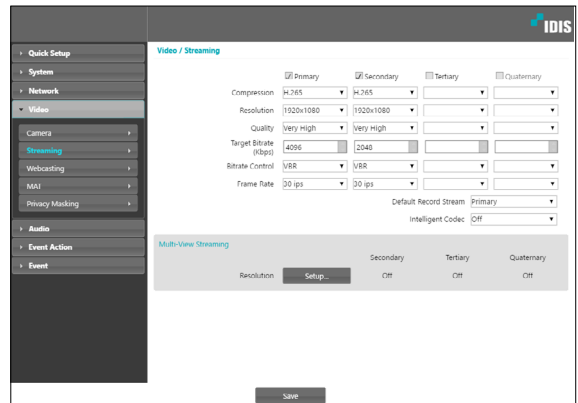 IDIS
Quick Setup
System
Network
Video
Camera
Streaming
Webcasting
MAI
Privacy Masking
Audio
Event Action
Event
Video / Streaming
Primary Secondary Tertiary Quaternary
Compression H.265 H.265
Resolution 1920x1080 1920x1080
Quality Very High Very High
Target Bitrate (Kbps) 4096 2048
Bitrate Control VBR VBR
Frame Rate 30 ips 30 ips
Default Record Stream Primary
Intelligent Codec Off
Multi-View Streaming
Secondary Tertiary Quaternary
Resolution Setup... Off Off Off
Save